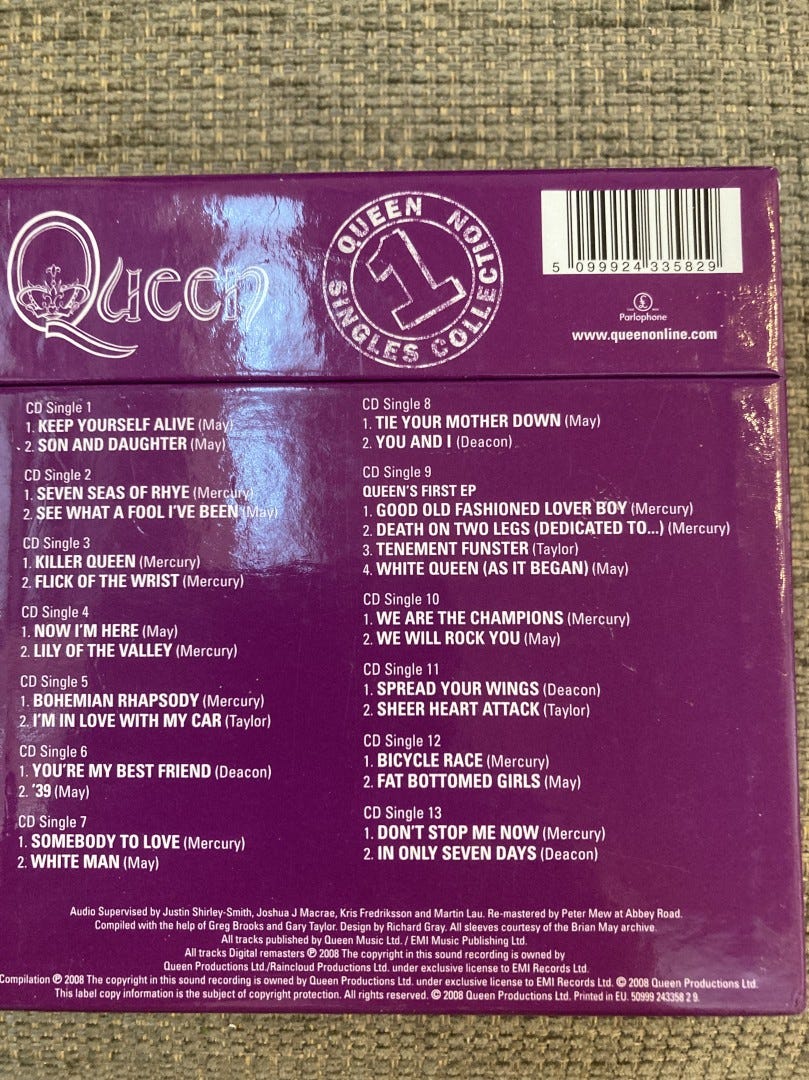 Queen
QUEEN SINGLES COLLECTION
1
5 099924 335829
Parlophone
www.queenonline.com
CD Single 1
1. KEEP YOURSELF ALIVE (May)
2. SON AND DAUGHTER (May)
CD Single 2
1. SEVEN SEAS OF RHYE (Mercury)
2. SEE WHAT A FOOL I'VE BEEN (May)
CD Single 3
1. KILLER QUEEN (Mercury)
2. FLICK OF THE WRIST (Mercury)
CD Single 4
1. NOW I'M HERE (May)
2. LILY OF THE VALLEY (Mercury)
CD Single 5
1. BOHEMIAN RHAPSODY (Mercury)
2. I'M IN LOVE WITH MY CAR (Taylor)
CD Single 6
1. YOU'RE MY BEST FRIEND (Deacon)
2. '39 (May)
CD Single 7
1. SOMEBODY TO LOVE (Mercury)
2. WHITE MAN (May)
CD Single 8
1. TIE YOUR MOTHER DOWN (May)
2. YOU AND I (Deacon)
CD Single 9
QUEEN'S FIRST EP
1. GOOD OLD FASHIONED LOVER BOY (Mercury)
2. DEATH ON TWO LEGS (DEDICATED TO...) (Mercury)
3. TENEMENT FUNSTER (Taylor)
4. WHITE QUEEN (AS IT BEGAN) (May)
CD Single 10
1. WE ARE THE CHAMPIONS (Mercury)
2. WE WILL ROCK YOU (May)
CD Single 11
1. SPREAD YOUR WINGS (Deacon)
2. SHEER HEART ATTACK (Taylor)
CD Single 12
1. BICYCLE RACE (Mercury)
2. FAT BOTTOMED GIRLS (May)
CD Single 13
1. DON'T STOP ME NOW (Mercury)
2. IN ONLY SEVEN DAYS (Deacon)
Audio Supervised by Justin Shirley-Smith, Joshua J Macrae, Kris Fredriksson and Martin Lau. Re-mastered by Peter Mew at Abbey Road.
Compiled with the help of Greg Brooks and Gary Taylor. Design by Richard Gray. All sleeves courtesy of the Brian May archive.
All tracks published by Queen Music Ltd. / EMI Music Publishing Ltd.
All tracks Digital remasters ℗ 2008 The copyright in this sound recording is owned by
Queen Productions Ltd./Raincloud Productions Ltd. under exclusive license to EMI Records Ltd.
Compilation ℗ 2008 The copyright in this sound recording is owned by Queen Productions Ltd. under exclusive license to EMI Records Ltd. © 2008 Queen Productions Ltd.
This label copy information is the subject of copyright protection. All rights reserved. © 2008 Queen Productions Ltd. Printed in EU. 50999 243358 2 9.